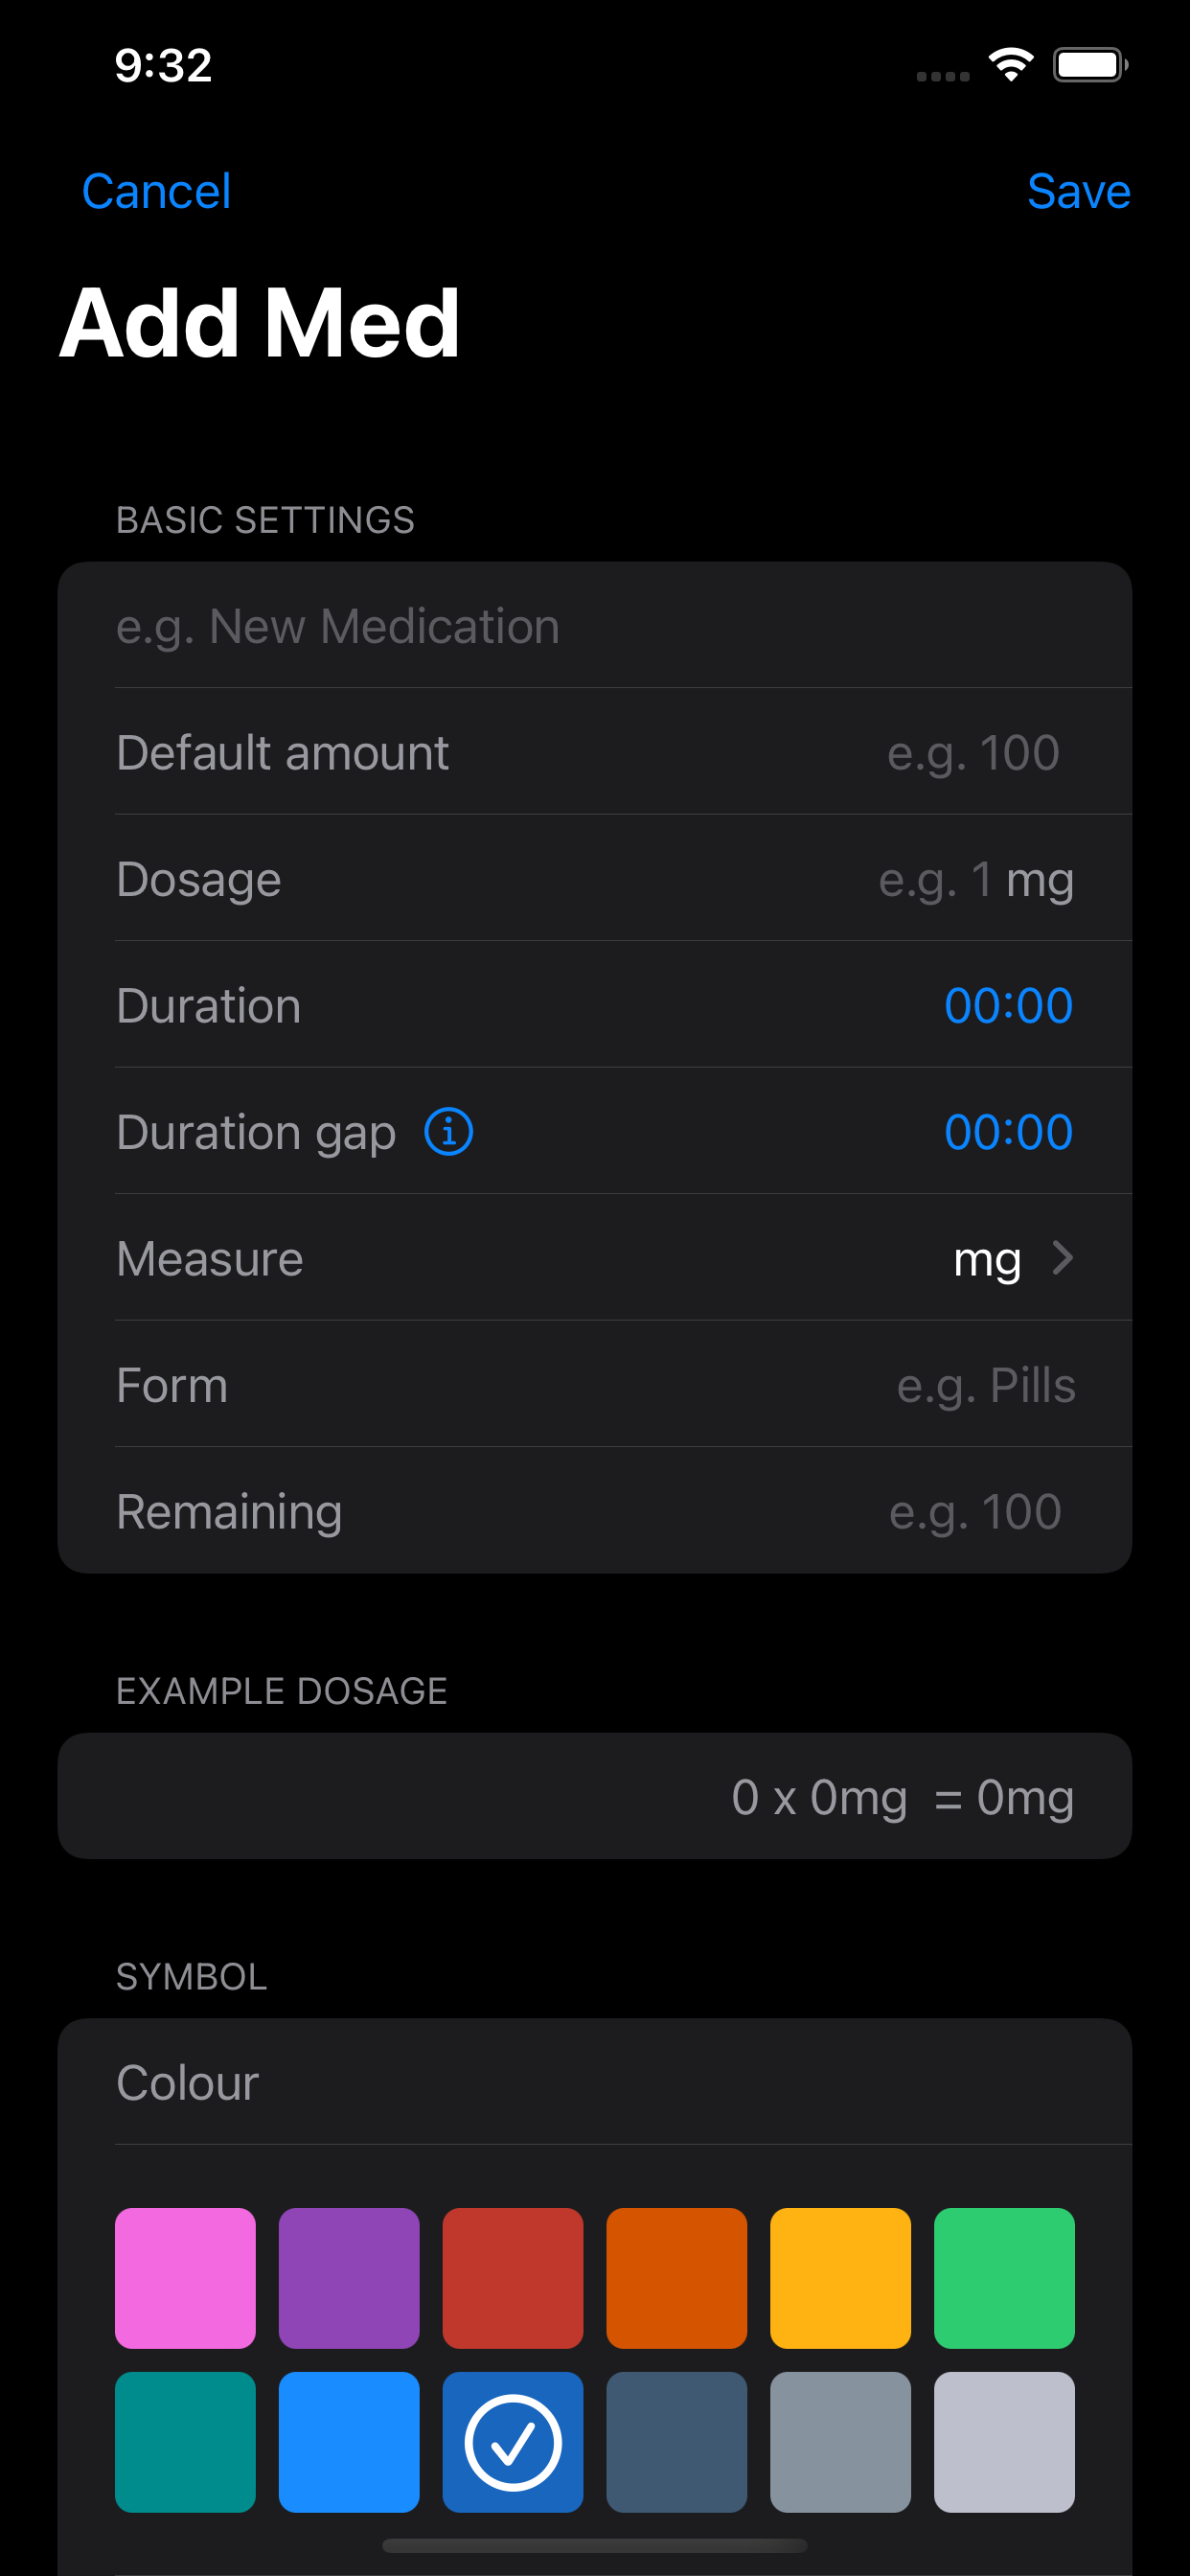 9:32
Cancel Save
Add Med
BASIC SETTINGS
e.g. New Medication
Default amount e.g. 100
Dosage e.g. 1 mg
Duration 00:00
Duration gap 00:00
Measure mg
Form e.g. Pills
Remaining e.g. 100
EXAMPLE DOSAGE
0 x 0mg = 0mg
SYMBOL
Colour